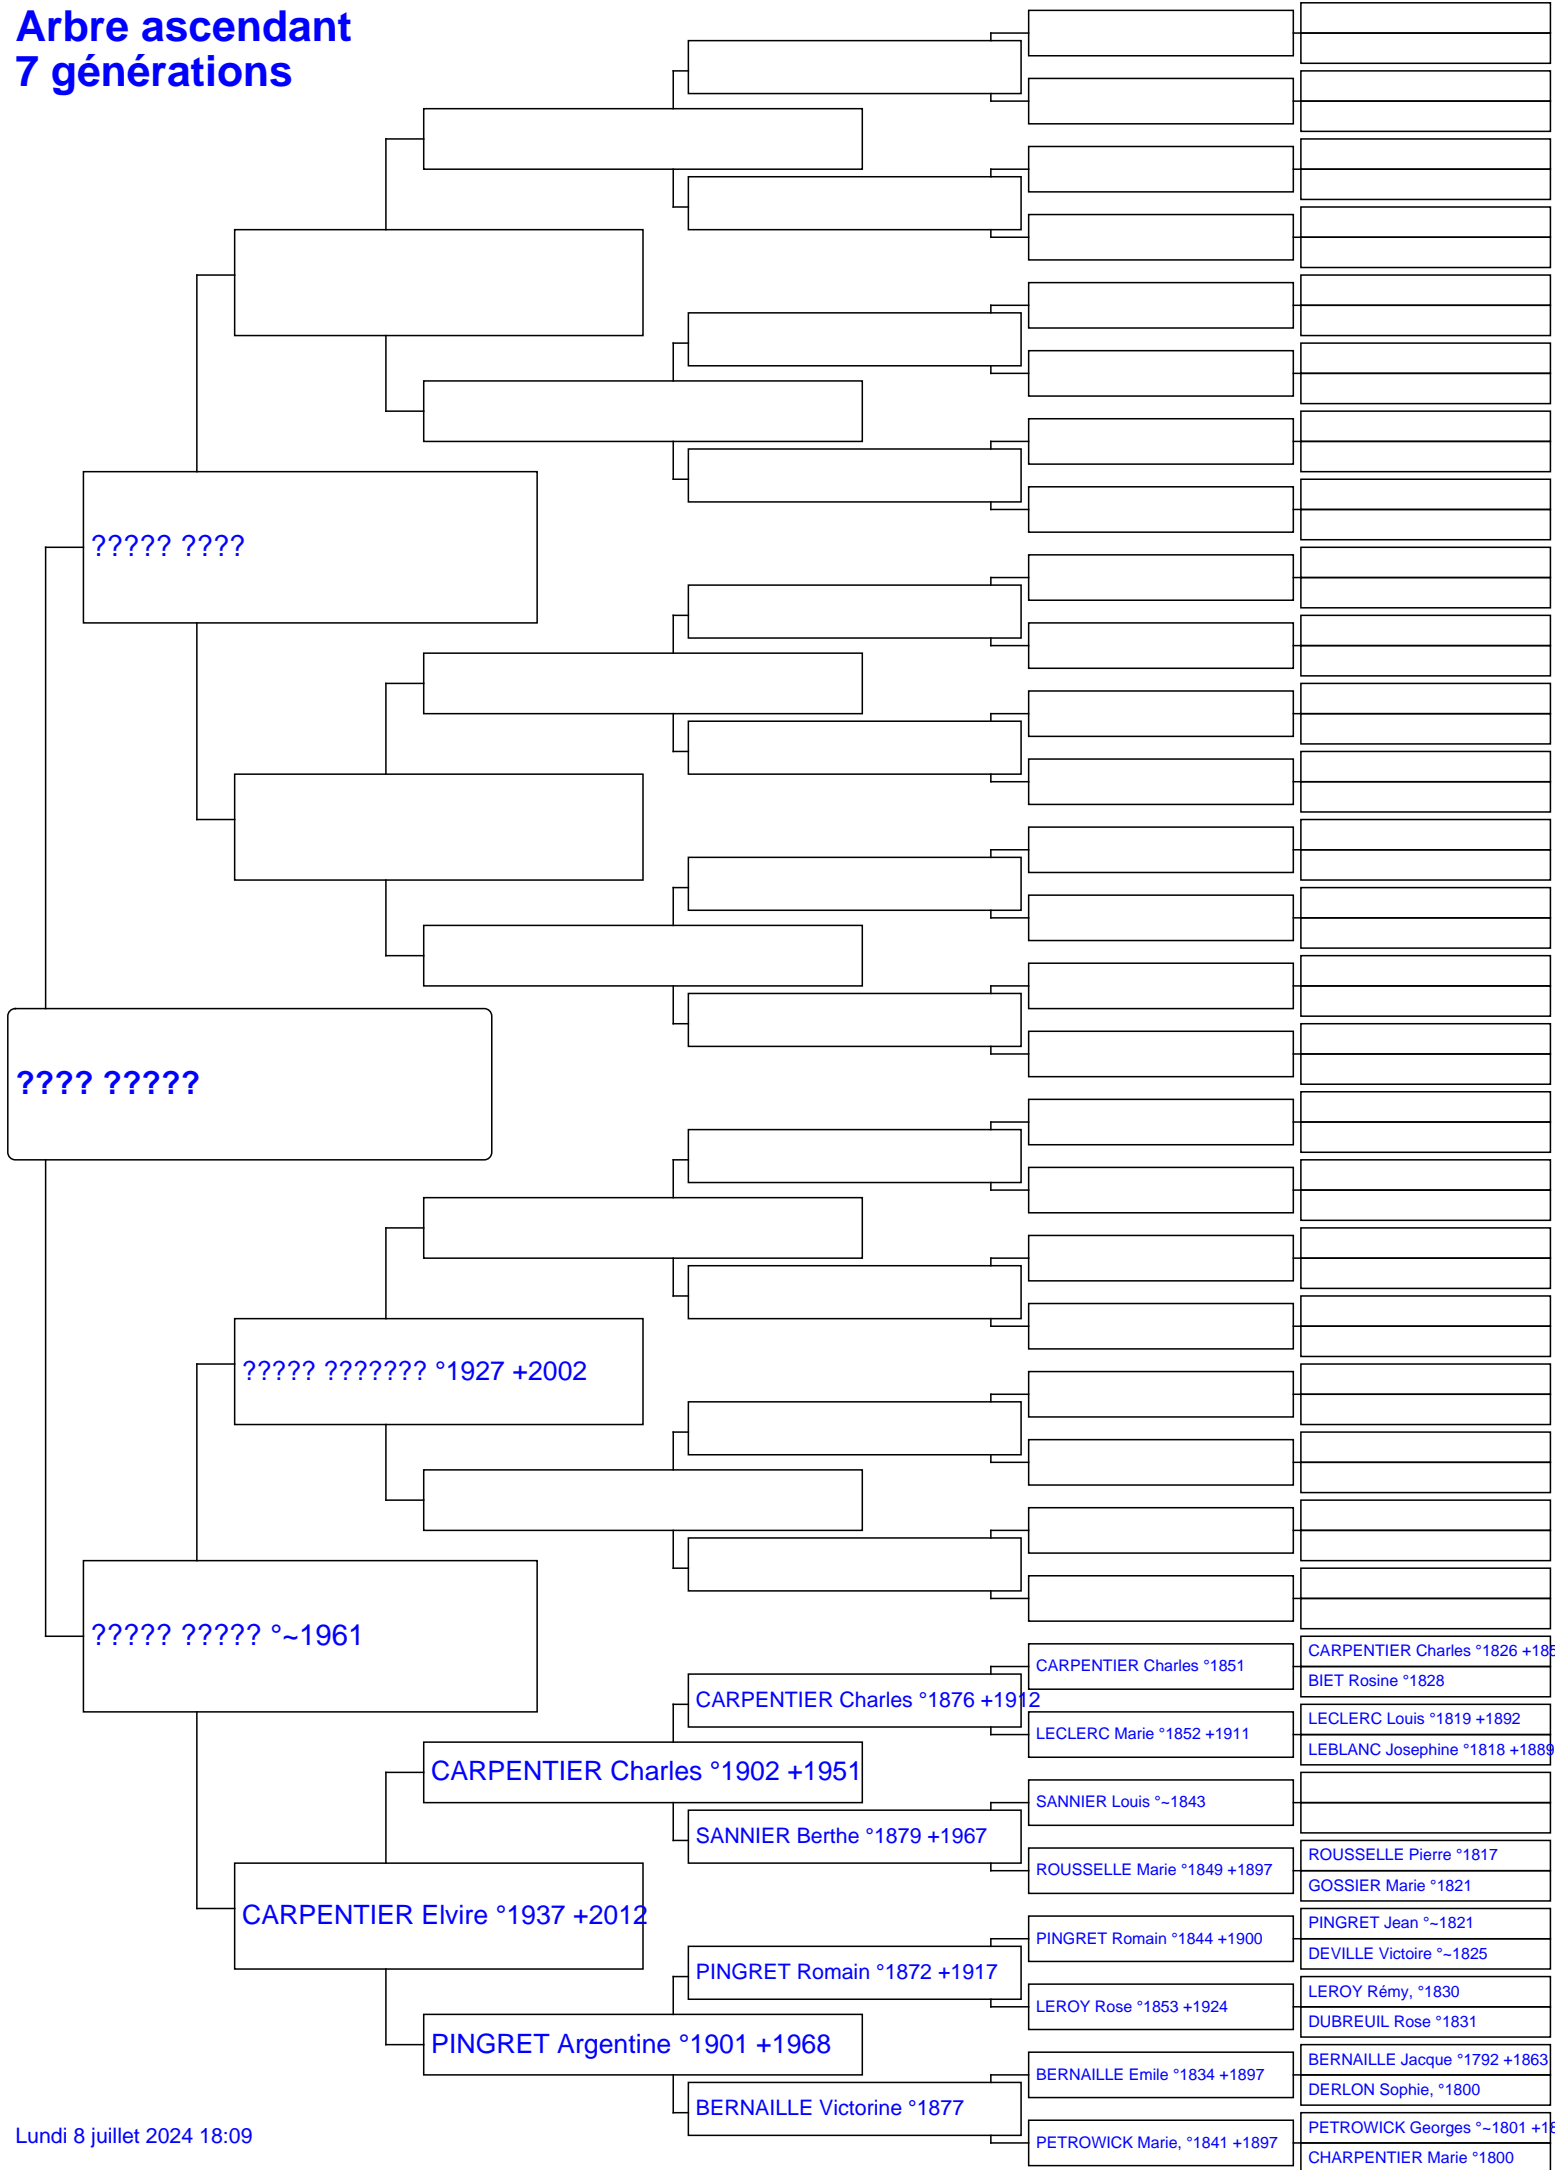 Arbre ascendant
7 générations
????? ????
???? ?????
????? ??????? °1927 +2002
????? ????? °~1961
CARPENTIER Charles °1826 +185
CARPENTIER Charles °1851
BIET Rosine °1828
CARPENTIER Charles °1876 +1912
LECLERC Louis °1819 +1892
LECLERC Marie °1852 +1911
LEBLANC Josephine °1818 +1889
CARPENTIER Charles °1902 +1951
SANNIER Louis °~1843
SANNIER Berthe °1879 +1967
ROUSSELLE Pierre °1817
ROUSSELLE Marie °1849 +1897
GOSSIER Marie °1821
CARPENTIER Elvire °1937 +2012
PINGRET Jean °~1821
PINGRET Romain °1844 +1900
DEVILLE Victoire °~1825
PINGRET Romain °1872 +1917
LEROY Rémy, °1830
LEROY Rose °1853 +1924
DUBREUIL Rose °1831
PINGRET Argentine °1901 +1968
BERNAILLE Jacque °1792 +1863
BERNAILLE Emile °1834 +1897
DERLON Sophie, °1800
BERNAILLE Victorine °1877
PETROWICK Georges °~1801 +18
PETROWICK Marie, °1841 +1897
CHARPENTIER Marie °1800
Lundi 8 juillet 2024 18:09